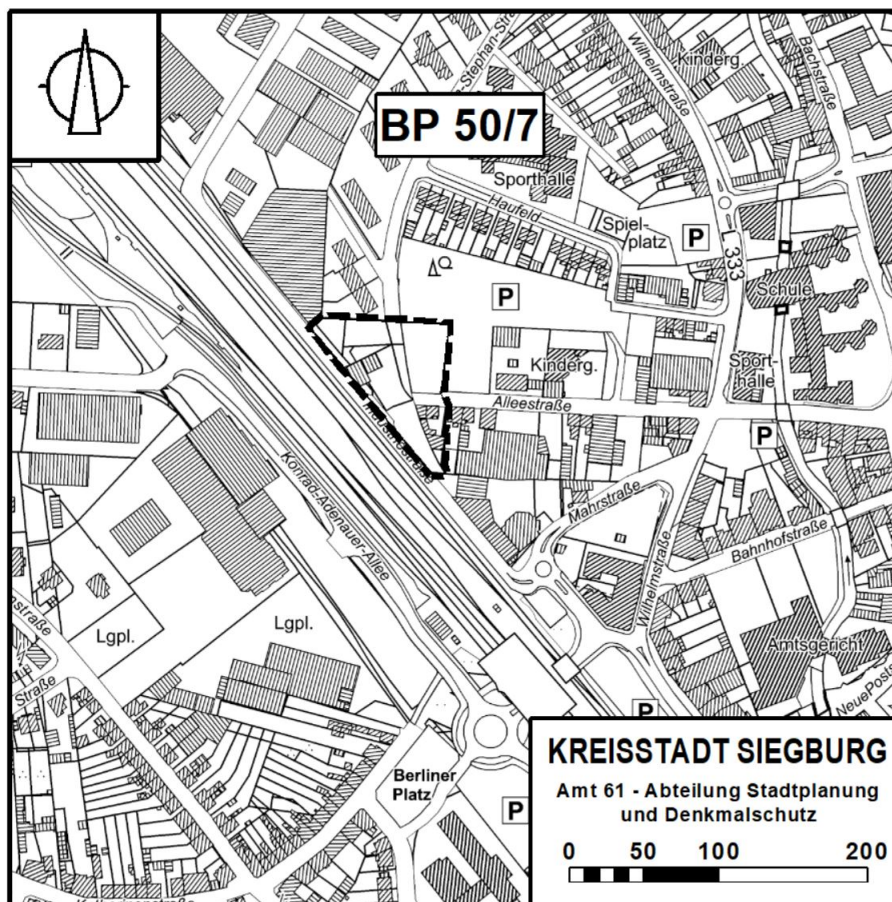 BP 50/7
Wilhelmstraße
Kinderg.
Bachstraße
Sporthalle
Haufeld
Spiel-
platz
P
L 333
P
Schule
Kinderg.
Sport-
halle
Alleestraße
P
Konrad-Adenauer-Allee
Mahrstraße
Bahnhofstraße
Wilhelmstraße
Lgpl.
Lgpl.
Amtsgericht
Straße
P
Berliner
Platz
P
KREISSTADT SIEGBURG
Amt 61 - Abteilung Stadtplanung
und Denkmalschutz
0 50 100 200